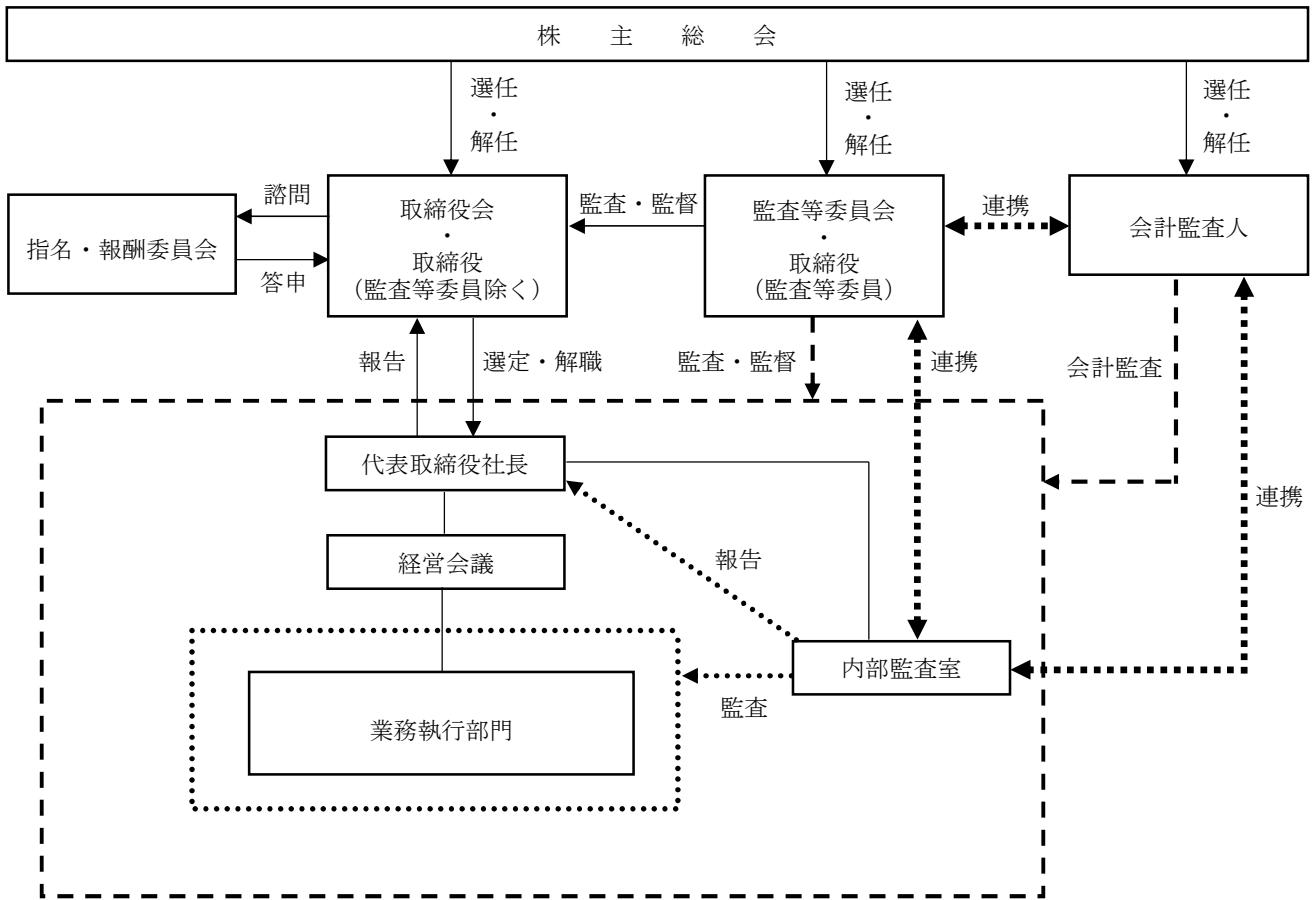 株主総会
選任
・
解任
選任
・
解任
選任
・
解任
指名・報酬委員会
諮問
答申
取締役会
・
取締役
（監査等委員除く）
監査・監督
監査等委員会
・
取締役
（監査等委員）
連携
会計監査人
報告
選定・解職
監査・監督
連携
会計監査
連携
代表取締役社長
経営会議
報告
内部監査室
監査
業務執行部門